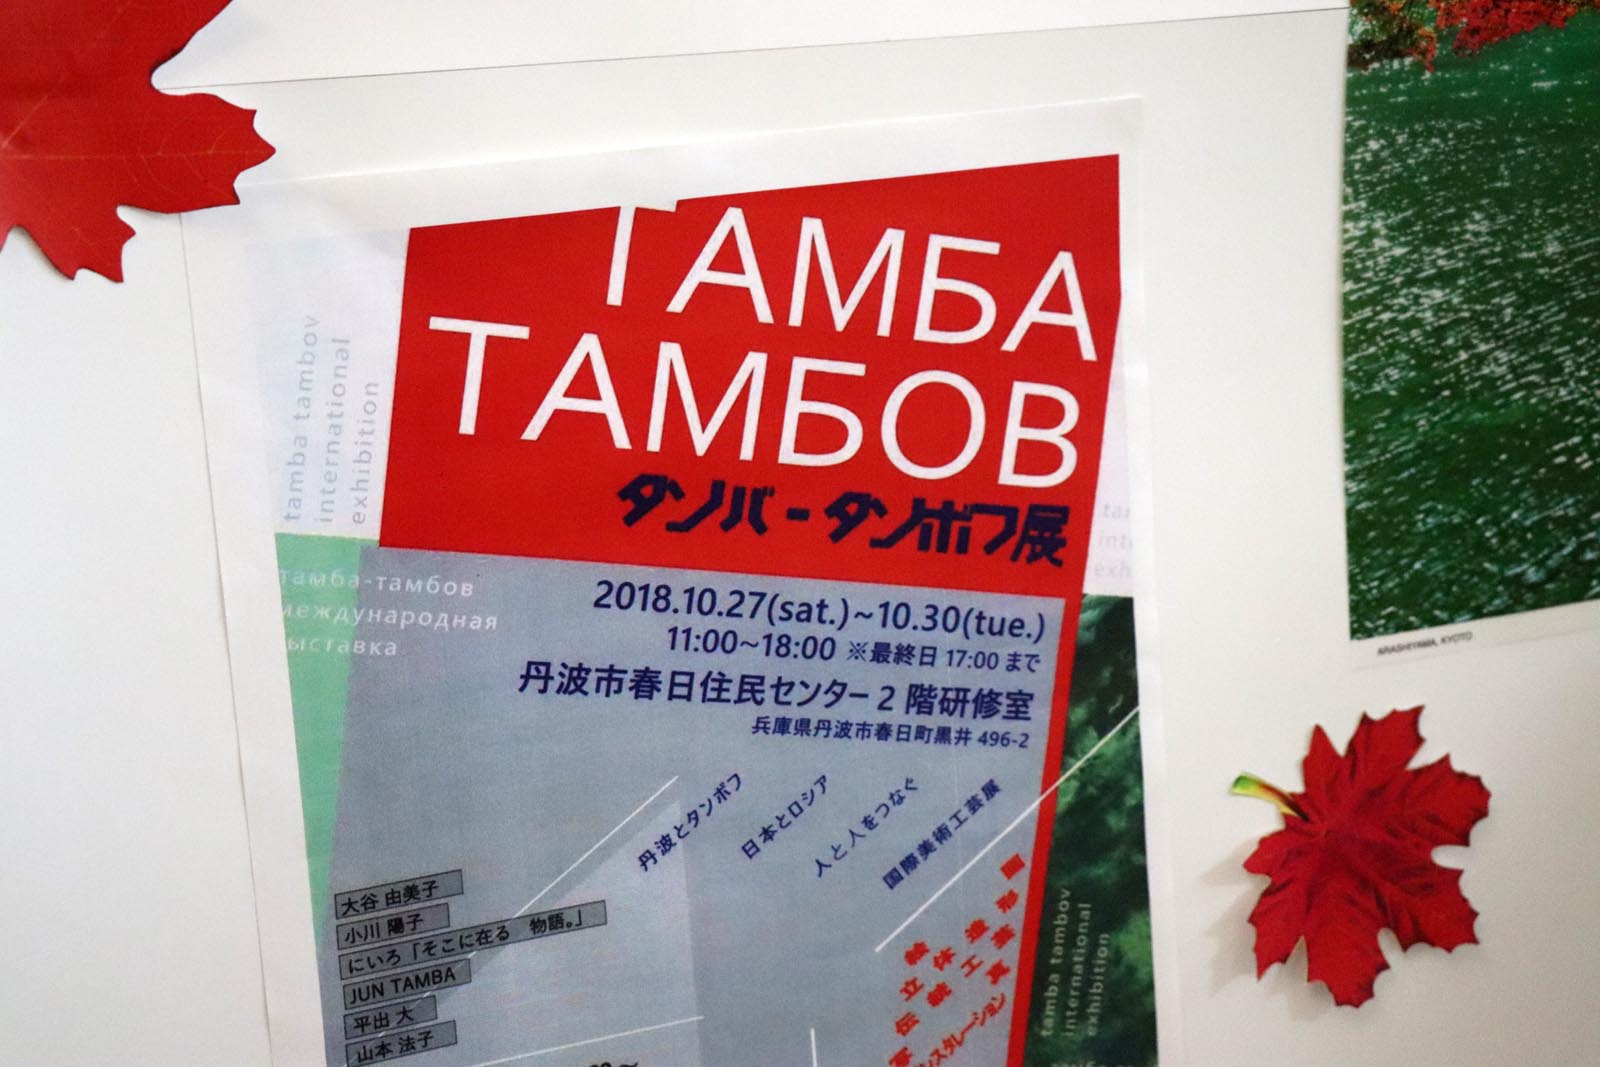 ТАМБА
ТАМБОВ
タンバ-タンボフ展
tamba tambov
international
exhibition
тамба-тамбов
международная
выставка
2018.10.27(sat.)~10.30(tue.)
11:00~18:00 ※最終日 17:00 まで
丹波市春日住民センター 2 階研修室
兵庫県丹波市春日町黒井 496-2
丹波とタンボフ
日本とロシア
人と人をつなぐ
国際美術工芸展
大谷 由美子
小川 陽子
にいろ「そこに在る 物語。」
JUN TAMBA
平出 大
山本 法子
tamba tambov
international
exhibition
ARASHIYAMA, KYOTO